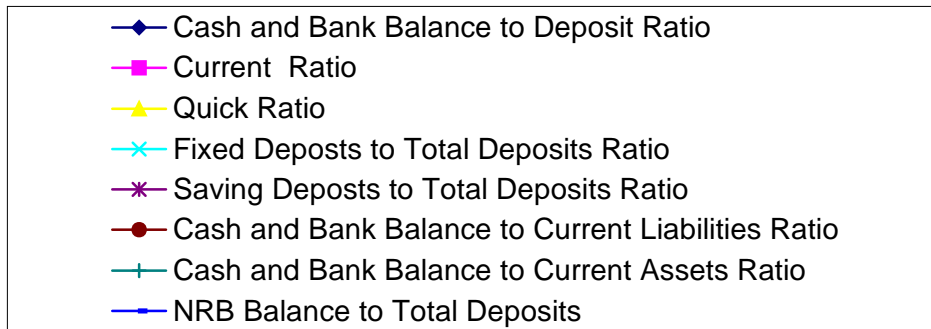 Cash and Bank Balance to Deposit Ratio
Current  Ratio
Quick Ratio
Fixed Deposts to Total Deposits Ratio
Saving Deposts to Total Deposits Ratio
Cash and Bank Balance to Current Liabilities Ratio
Cash and Bank Balance to Current Assets Ratio
NRB Balance to Total Deposits